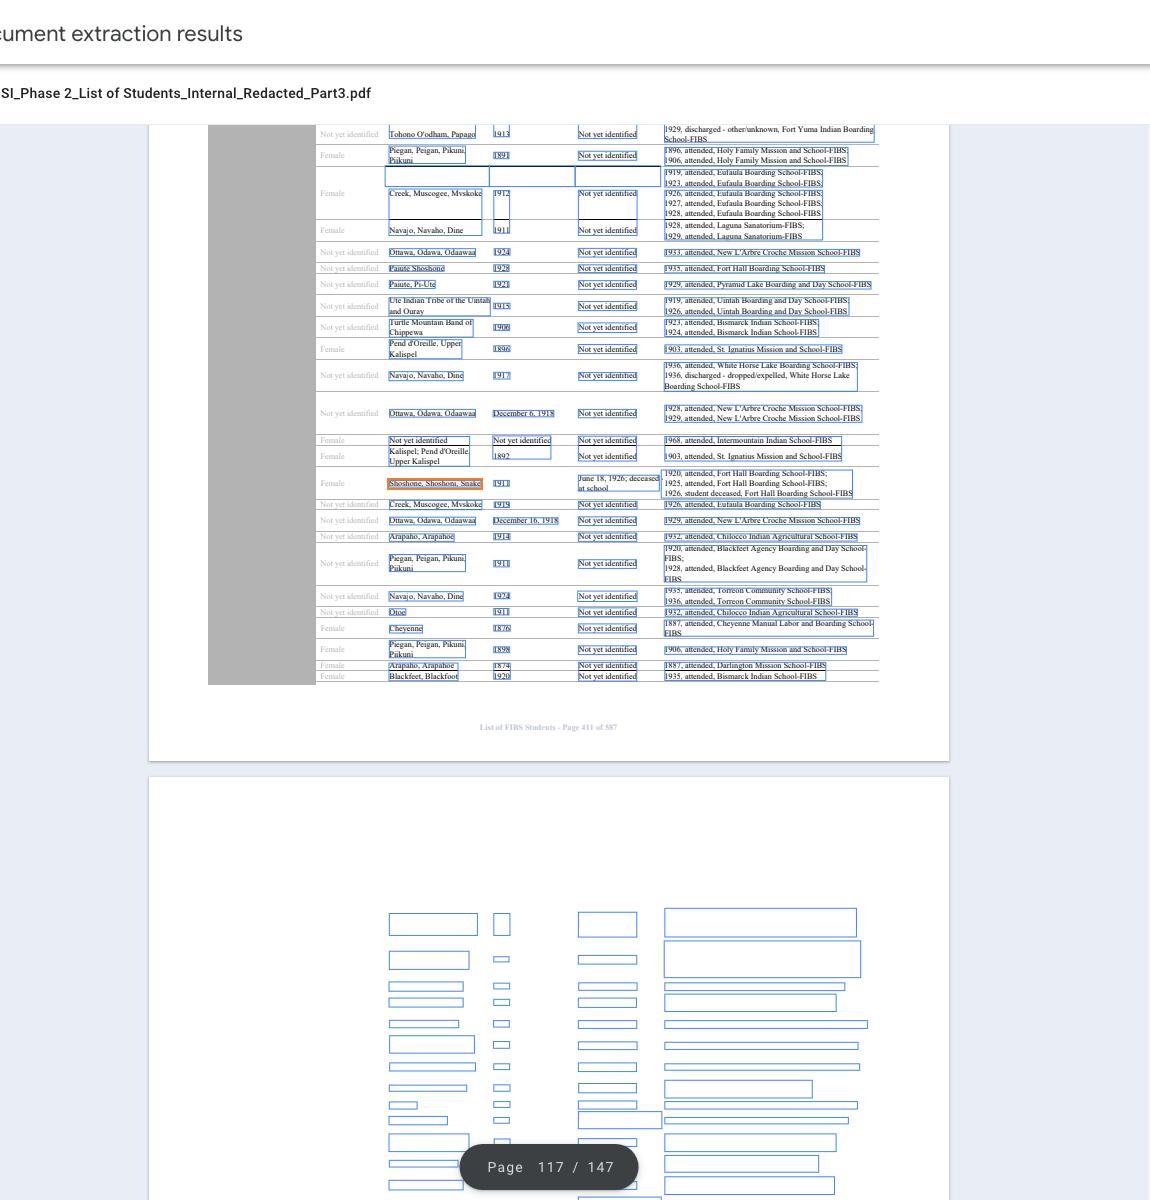 cument extraction results
SI_Phase 2_List of Students_Internal_Redacted_Part3.pdf
Not yet identified Tohono O'odham, Papago 1913 Not yet identified 1929, discharged - other/unknown, Fort Yuma Indian Boarding
School-FIBS
Female Piegan, Peigan, Pikuni, 1891 Not yet identified 1896, attended, Holy Family Mission and School-FIBS;
Piikuni 1906, attended, Holy Family Mission and School-FIBS
1919, attended, Eufaula Boarding School-FIBS;
1923, attended, Eufaula Boarding School-FIBS;
Female Creek, Muscogee, Mvskoke 1912 Not yet identified 1926, attended, Eufaula Boarding School-FIBS;
1927, attended, Eufaula Boarding School-FIBS;
1928, attended, Eufaula Boarding School-FIBS
Female Navajo, Navaho, Dine 1911 Not yet identified 1928, attended, Laguna Sanatorium-FIBS;
1929, attended, Laguna Sanatorium-FIBS
Not yet identified Ottawa, Odawa, Odaawaa 1924 Not yet identified 1933, attended, New L'Arbre Croche Mission School-FIBS
Not yet identified Paiute Shoshone 1928 Not yet identified 1935, attended, Fort Hall Boarding School-FIBS
Not yet identified Paiute, Pi-Ute 1921 Not yet identified 1929, attended, Pyramid Lake Boarding and Day School-FIBS
Not yet identified Ute Indian Tribe of the Uintah 1915 Not yet identified 1919, attended, Uintah Boarding and Day School-FIBS;
and Ouray 1926, attended, Uintah Boarding and Day School-FIBS
Not yet identified Turtle Mountain Band of 1906 Not yet identified 1923, attended, Bismarck Indian School-FIBS;
Chippewa 1924, attended, Bismarck Indian School-FIBS
Female Pend d'Oreille, Upper 1896 Not yet identified 1903, attended, St. Ignatius Mission and School-FIBS
Kalispel
Not yet identified Navajo, Navaho, Dine 1917 Not yet identified 1936, attended, White Horse Lake Boarding School-FIBS;
1936, discharged - dropped/expelled, White Horse Lake
Boarding School-FIBS
Not yet identified Ottawa, Odawa, Odaawaa December 6, 1918 Not yet identified 1928, attended, New L'Arbre Croche Mission School-FIBS;
1929, attended, New L'Arbre Croche Mission School-FIBS
Female Not yet identified Not yet identified Not yet identified 1968, attended, Intermountain Indian School-FIBS
Female Kalispel; Pend d'Oreille, 1892 Not yet identified 1903, attended, St. Ignatius Mission and School-FIBS
Upper Kalispel
Female Shoshone, Shoshoni, Snake 1911 June 18, 1926; deceased 1920, attended, Fort Hall Boarding School-FIBS;
at school 1925, attended, Fort Hall Boarding School-FIBS;
1926, student deceased, Fort Hall Boarding School-FIBS
Not yet identified Creek, Muscogee, Mvskoke 1919 Not yet identified 1926, attended, Eufaula Boarding School-FIBS
Not yet identified Ottawa, Odawa, Odaawaa December 16, 1918 Not yet identified 1929, attended, New L'Arbre Croche Mission School-FIBS
Not yet identified Arapaho, Arapahoe 1914 Not yet identified 1932, attended, Chilocco Indian Agricultural School-FIBS
Not yet identified Piegan, Peigan, Pikuni, 1911 Not yet identified 1920, attended, Blackfeet Agency Boarding and Day School-
Piikuni FIBS;
1928, attended, Blackfeet Agency Boarding and Day School-
FIBS
Not yet identified Navajo, Navaho, Dine 1924 Not yet identified 1935, attended, Torreon Community School-FIBS;
1936, attended, Torreon Community School-FIBS
Not yet identified Otoe 1911 Not yet identified 1932, attended, Chilocco Indian Agricultural School-FIBS
Female Cheyenne 1876 Not yet identified 1887, attended, Cheyenne Manual Labor and Boarding School-
FIBS
Female Piegan, Peigan, Pikuni, 1898 Not yet identified 1906, attended, Holy Family Mission and School-FIBS
Piikuni
Female Arapaho, Arapahoe 1874 Not yet identified 1887, attended, Darlington Mission School-FIBS
Female Blackfeet, Blackfoot 1920 Not yet identified 1935, attended, Bismarck Indian School-FIBS
List of FIBS Students - Page 411 of 587
Page 117 / 147